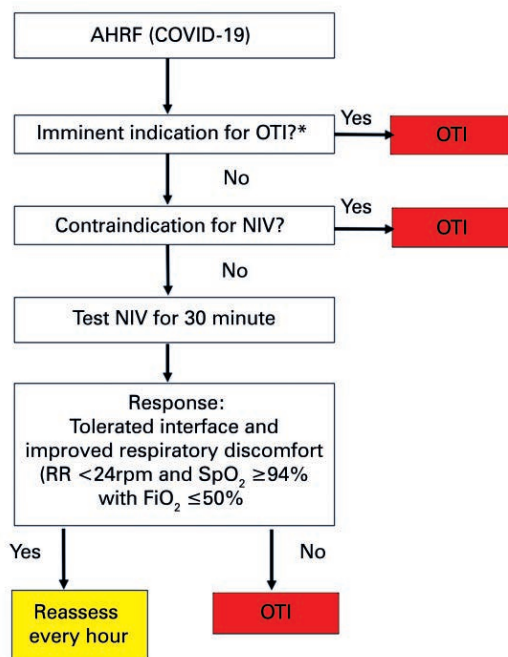 AHRF (COVID-19)
Imminent indication for OTI?*
Yes
OTI
No
Contraindication for NIV?
Yes
OTI
No
Test NIV for 30 minute
Response:
Tolerated interface and
improved respiratory discomfort
(RR <24rpm and SpO₂ ≥94%
with FiO₂ ≤50%
Yes
No
Reassess
every hour
OTI